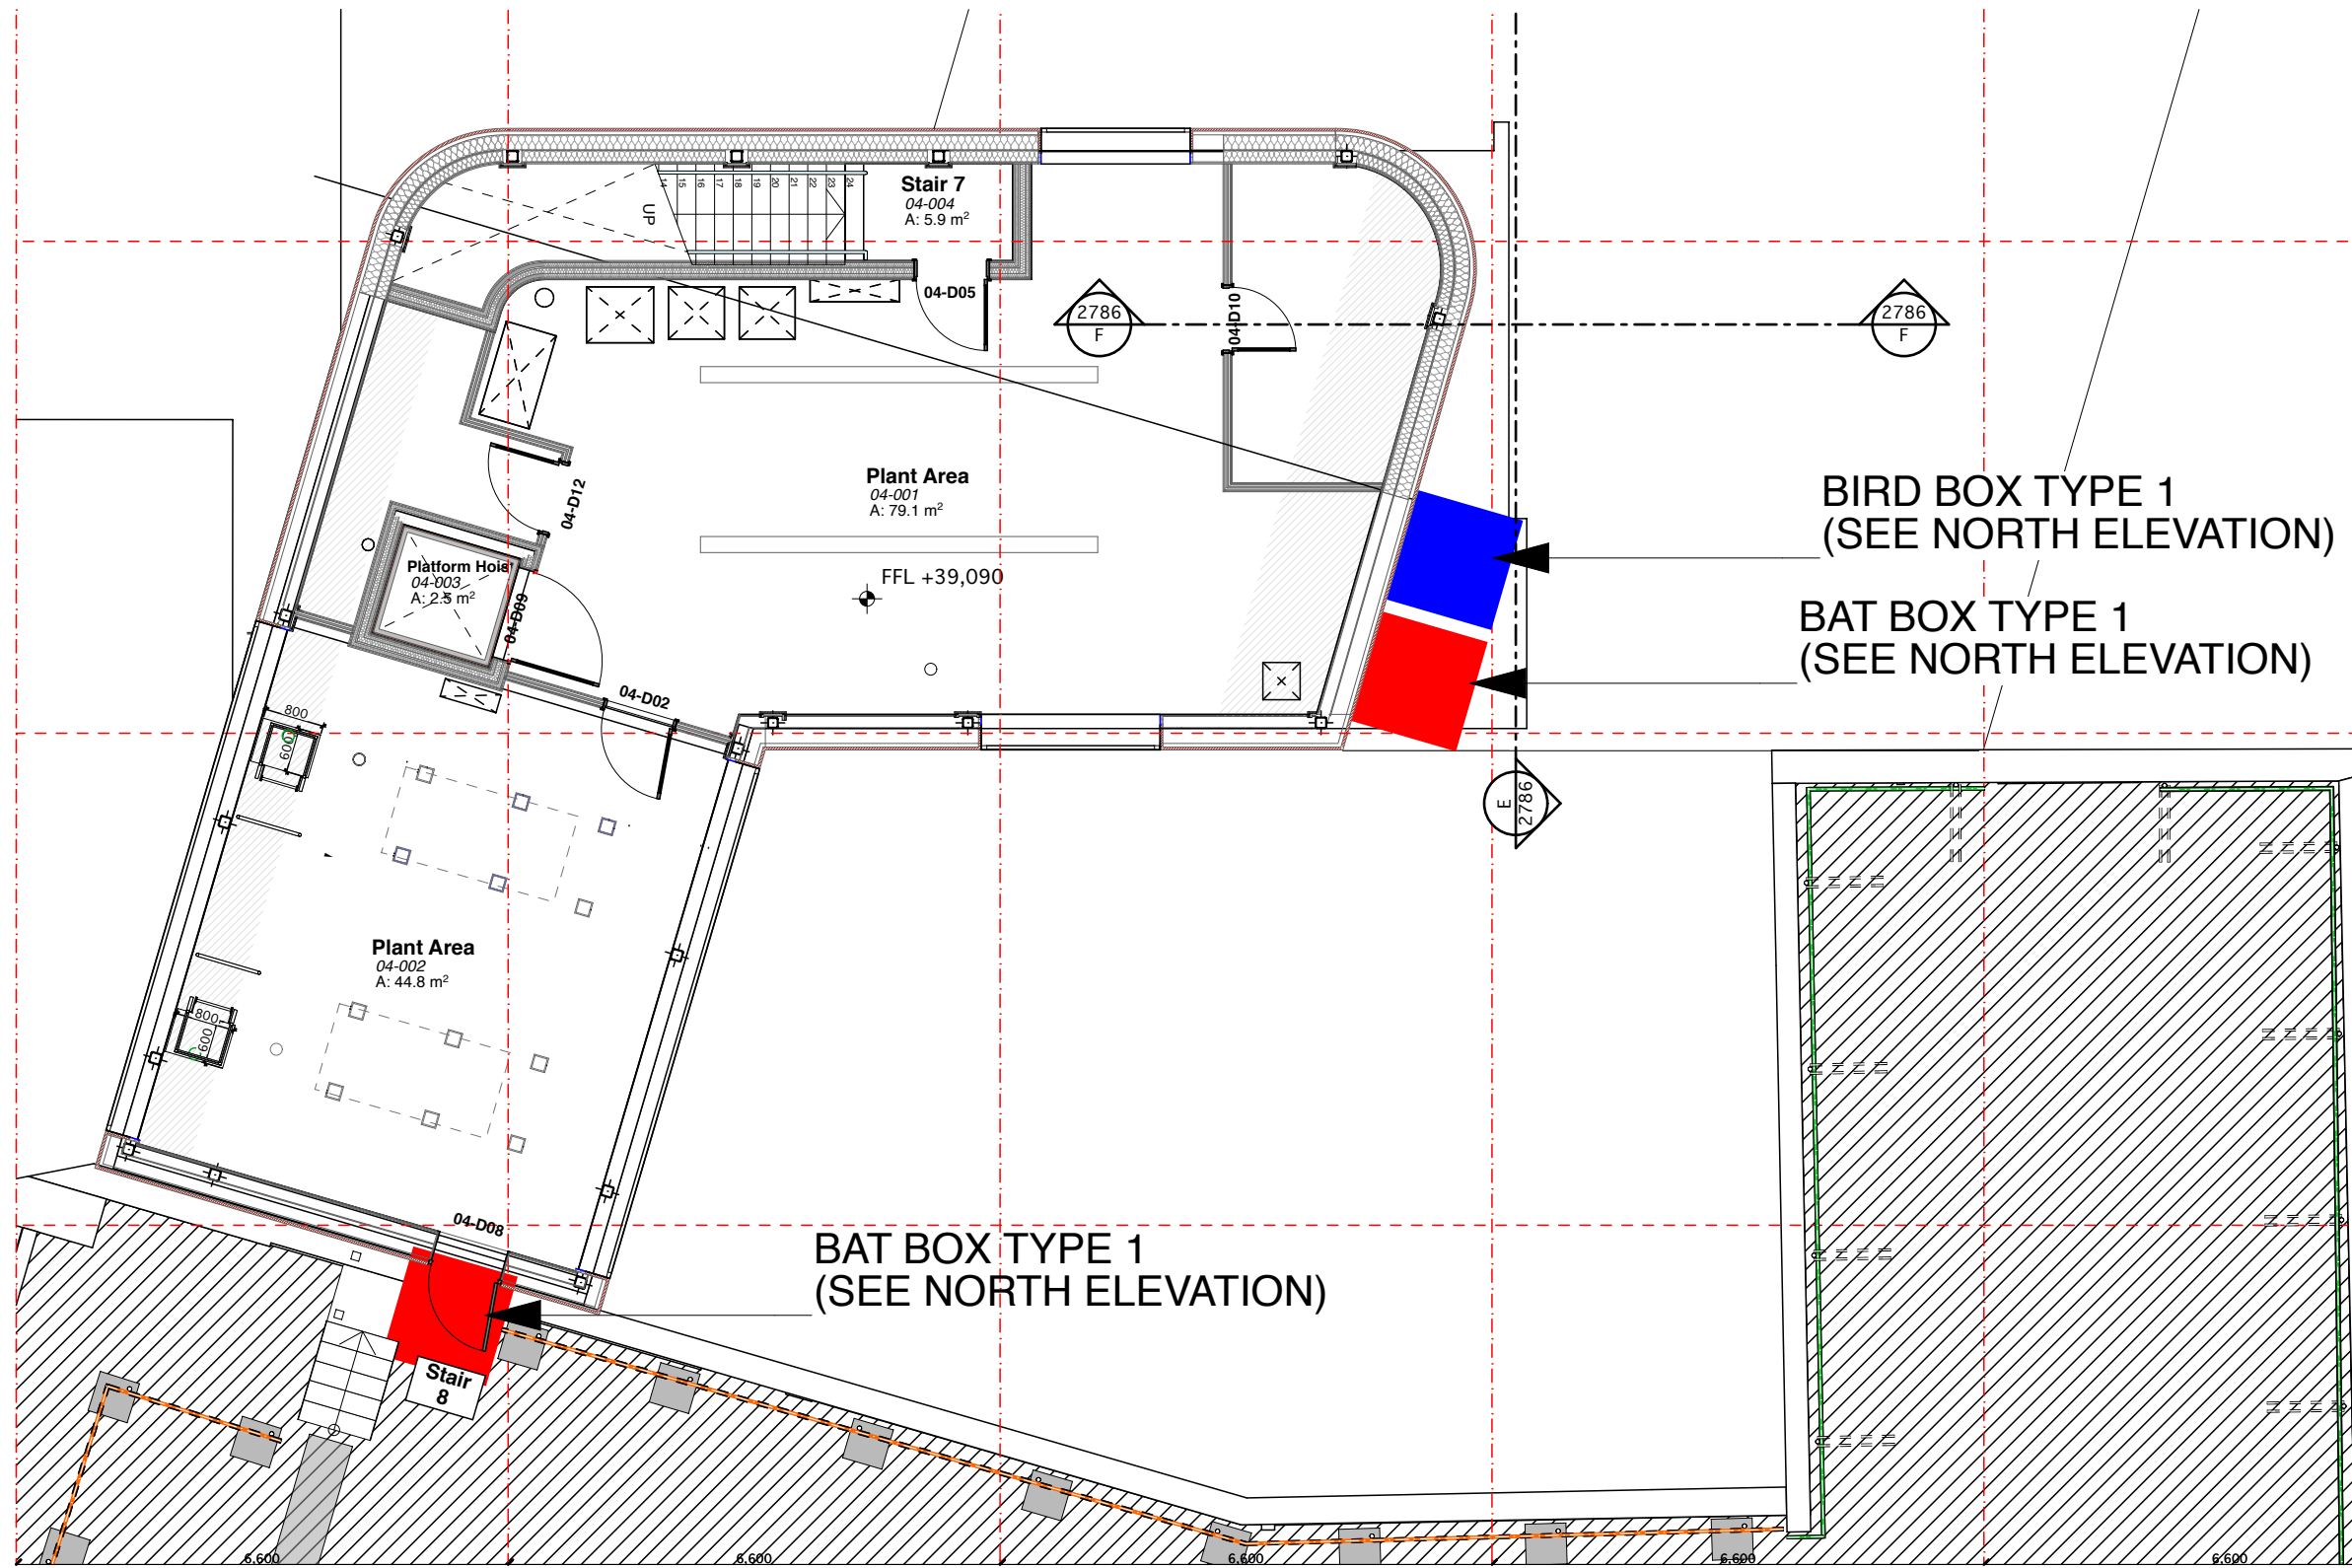 Stair 7
04-004
A: 5.9 m²
14
15
16
17
18
19
20
21
22
23
24
UP
04-D05
2786
F
04-D10
2786
F
Plant Area
04-001
A: 79.1 m²
BIRD BOX TYPE 1
(SEE NORTH ELEVATION)
04-D12
Platform Hois
04-003
A: 2.5 m²
04-D09
FFL +39,090
BAT BOX TYPE 1
(SEE NORTH ELEVATION)
04-D02
800
600
E
2786
Plant Area
04-002
A: 44.8 m²
800
600
04-D08
BAT BOX TYPE 1
(SEE NORTH ELEVATION)
Stair
8
6,600
6,600
6,600
6,600
6,600